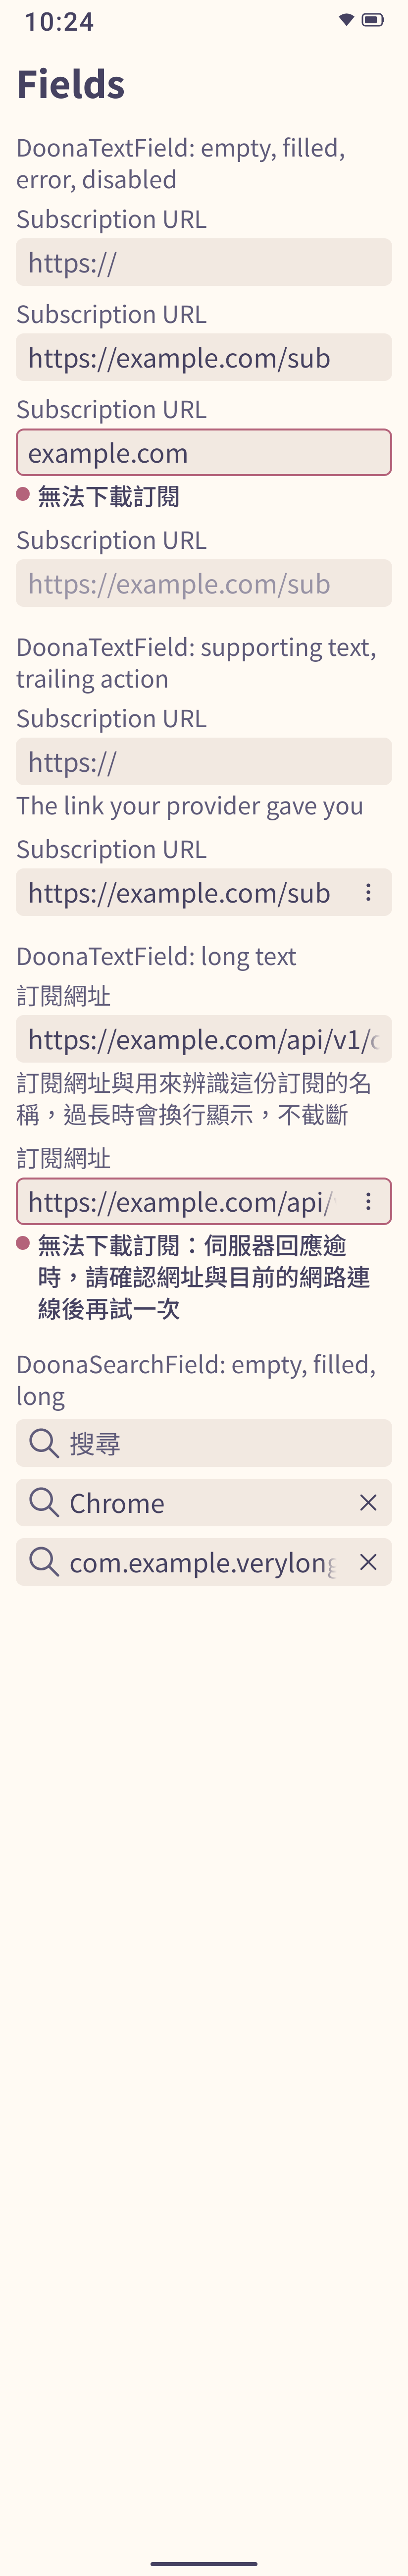 10:24
Fields
DoonaTextField: empty, filled,
error, disabled
Subscription URL
https://
Subscription URL
https://example.com/sub
Subscription URL
example.com
無法下載訂閱
Subscription URL
https://example.com/sub
DoonaTextField: supporting text,
trailing action
Subscription URL
https://
The link your provider gave you
Subscription URL
https://example.com/sub
DoonaTextField: long text
訂閱網址
https://example.com/api/v1/c
訂閱網址與用來辨識這份訂閱的名
稱，過長時會換行顯示，不截斷
訂閱網址
https://example.com/api/
無法下載訂閱：伺服器回應逾
時，請確認網址與目前的網路連
線後再試一次
DoonaSearchField: empty, filled,
long
搜尋
Chrome
com.example.verylong